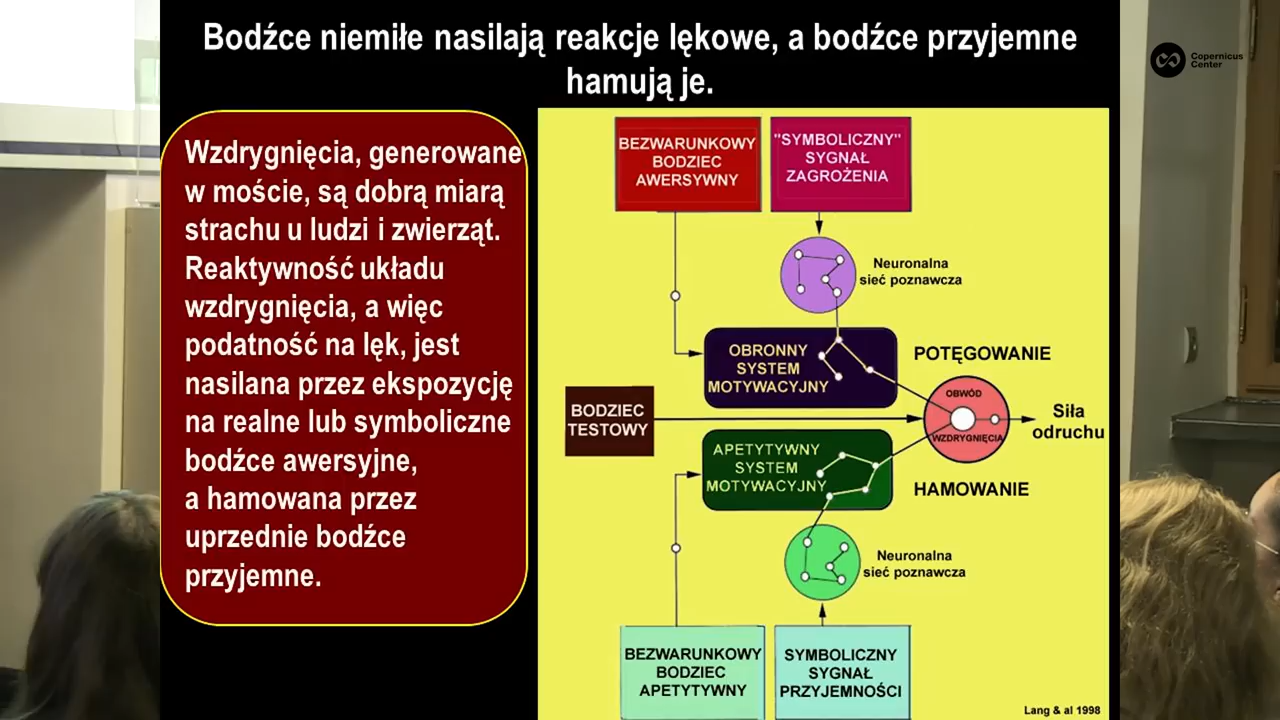 Bodźce niemiłe nasilają reakcje lękowe, a bodźce przyjemne
hamują je.
Copernicus
Center
Wzdrygnięcia, generowane
w moście, są dobrą miarą
strachu u ludzi i zwierząt.
Reaktywność układu
wzdrygnięcia, a więc
podatność na lęk, jest
nasilana przez ekspozycję
na realne lub symboliczne
bodźce awersyjne,
a hamowana przez
uprzednie bodźce
przyjemne.
BEZWARUNKOWY
BODZIEC
AWERSYWNY
"SYMBOLICZNY"
SYGNAŁ
ZAGROŻENIA
Neuronalna
sieć poznawcza
OBRONNY
SYSTEM
MOTYWACYJNY
POTĘGOWANIE
BODZIEC
TESTOWY
OBWÓD
WZDRYGNIĘCIA
Siła
odruchu
APETYTYWNY
SYSTEM
MOTYWACYJNY
HAMOWANIE
Neuronalna
sieć poznawcza
BEZWARUNKOWY
BODZIEC
APETYTYWNY
SYMBOLICZNY
SYGNAŁ
PRZYJEMNOŚCI
Lang & al 1998